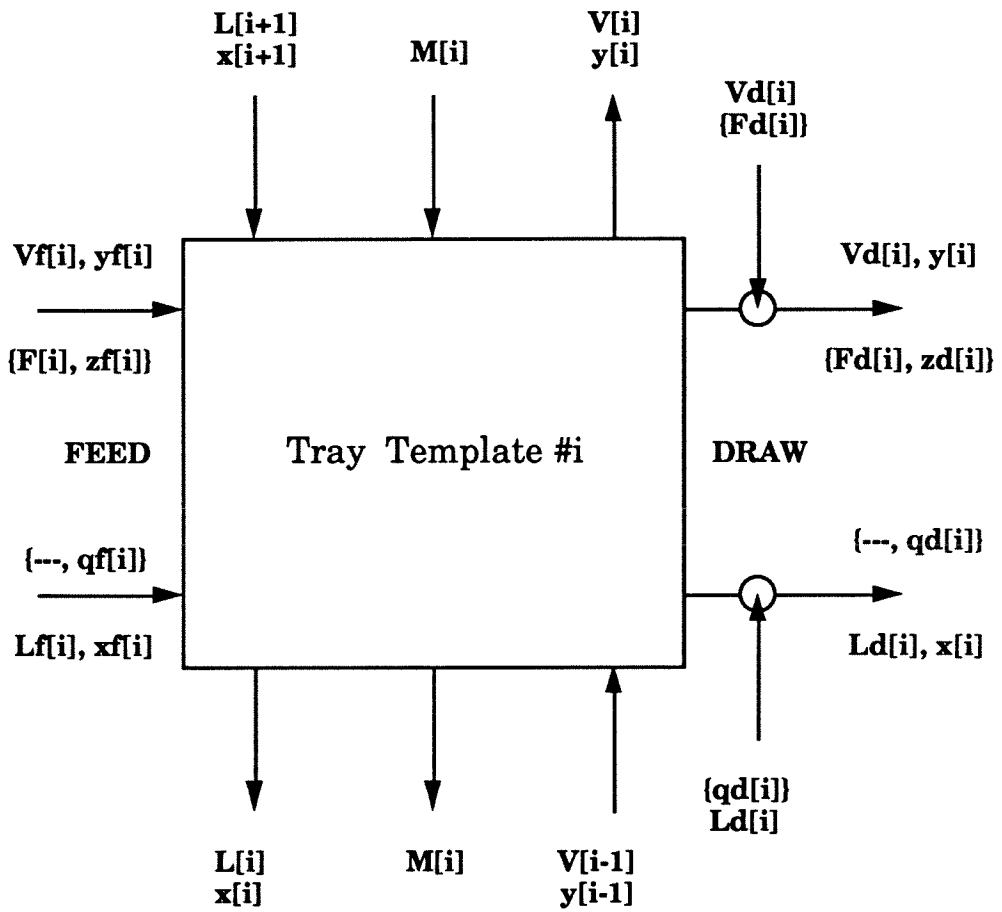 L[i+1]
x[i+1]
M[i]
V[i]
y[i]
Vd[i]
{Fd[i]}
Vf[i], yf[i]
Vd[i], y[i]
{F[i], zf[i]}
{Fd[i], zd[i]}
FEED
Tray Template #i
DRAW
{---, qf[i]}
{---, qd[i]}
Lf[i], xf[i]
Ld[i], x[i]
{qd[i]}
Ld[i]
L[i]
x[i]
M[i]
V[i-1]
y[i-1]